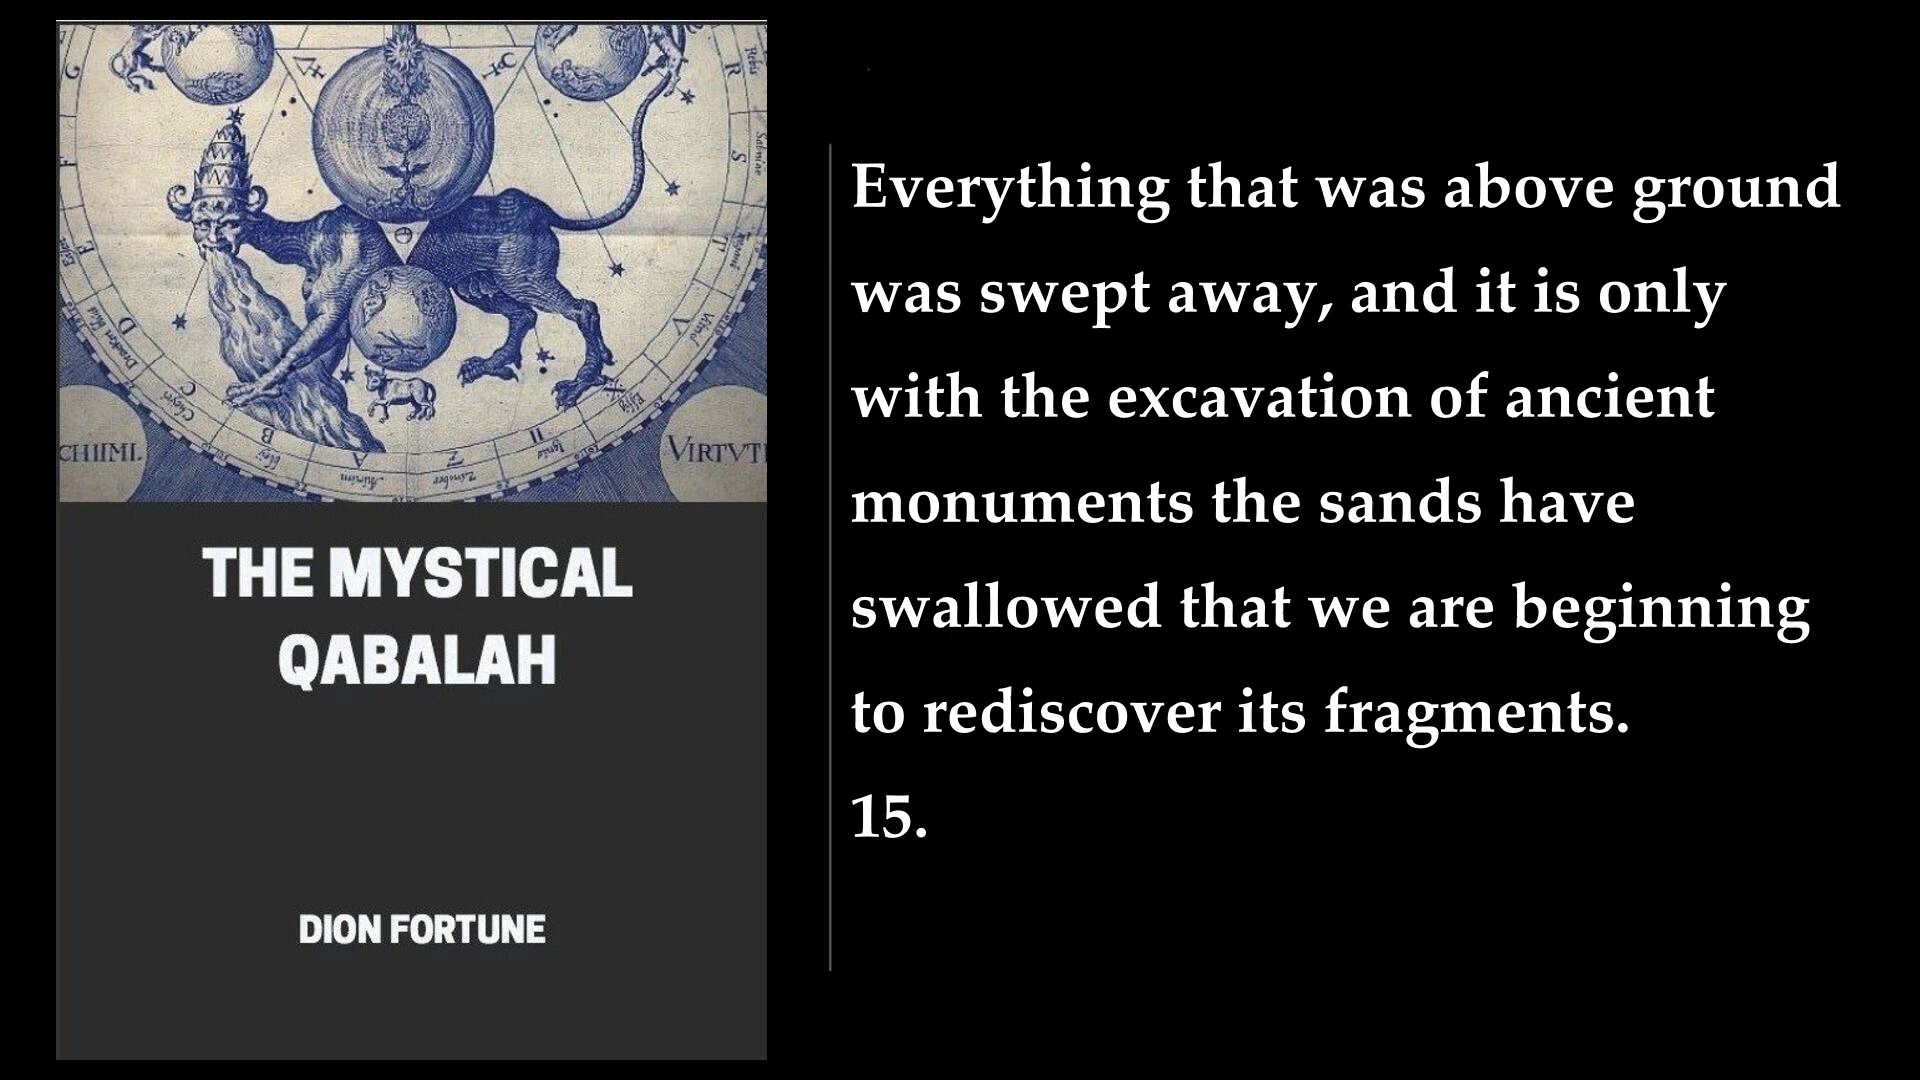 THE MYSTICAL
QABALAH
DION FORTUNE
CHIIMI.
VIRTVTI
Everything that was above ground
was swept away, and it is only
with the excavation of ancient
monuments the sands have
swallowed that we are beginning
to rediscover its fragments.
15.